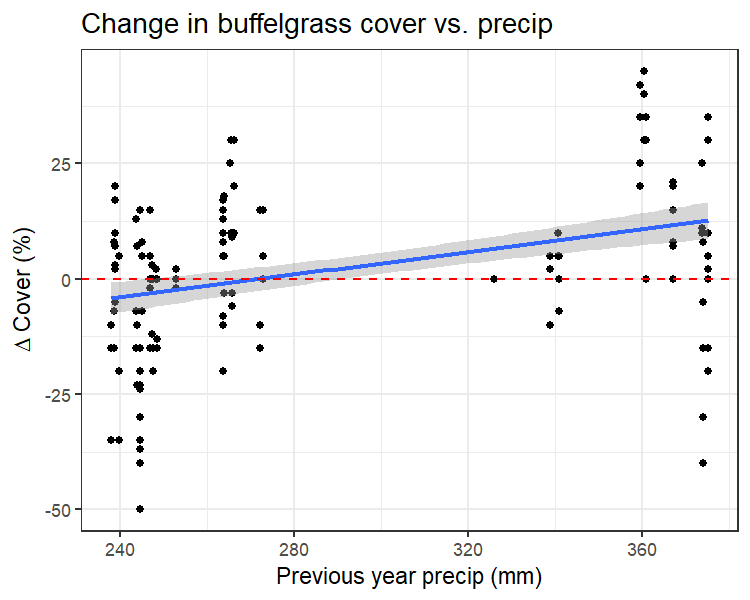 Change in buffelgrass cover vs. precip
25
0
-25
-50
Δ Cover (%)
240 280 320 360
Previous year precip (mm)